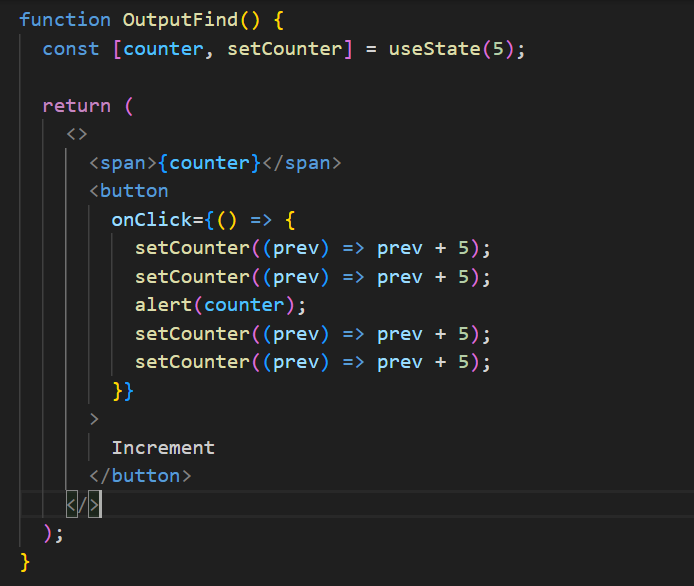 function OutputFind() {
  const [counter, setCounter] = useState(5);

  return (
    <>
      <span>{counter}</span>
      <button
        onClick={() => {
          setCounter((prev) => prev + 5);
          setCounter((prev) => prev + 5);
          alert(counter);
          setCounter((prev) => prev + 5);
          setCounter((prev) => prev + 5);
        }}
      >
        Increment
      </button>
    </>
  );
}